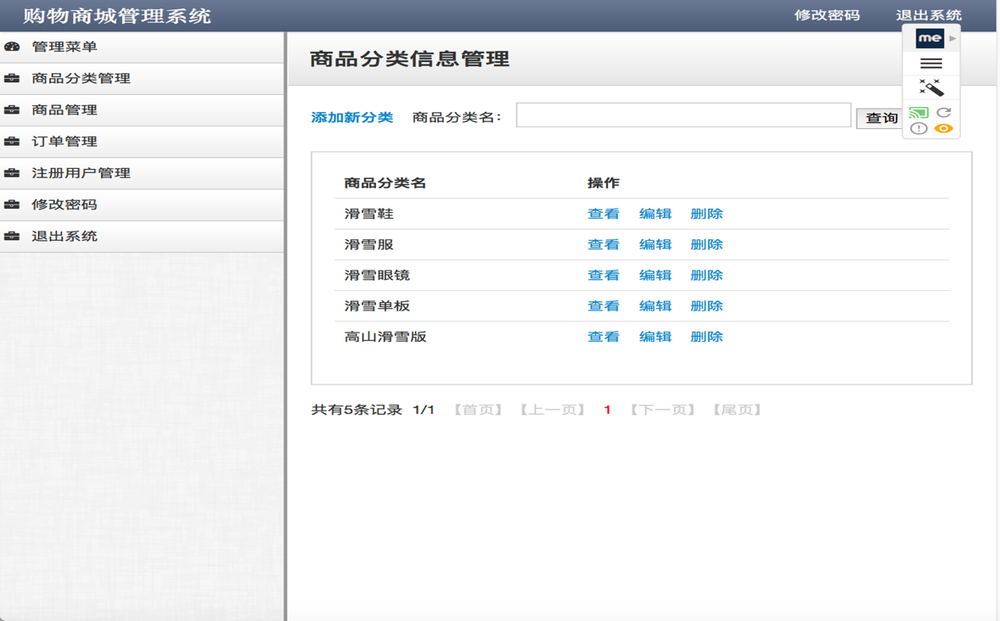 购物商城管理系统 修改密码 退出系统
me
管理菜单
商品分类管理
商品管理
订单管理
注册用户管理
修改密码
退出系统
商品分类信息管理
添加新分类 商品分类名： 查询
商品分类名 操作
滑雪鞋 查看 编辑 删除
滑雪服 查看 编辑 删除
滑雪眼镜 查看 编辑 删除
滑雪单板 查看 编辑 删除
高山滑雪版 查看 编辑 删除
共有5条记录 1/1 【首页】 【上一页】 1 【下一页】 【尾页】